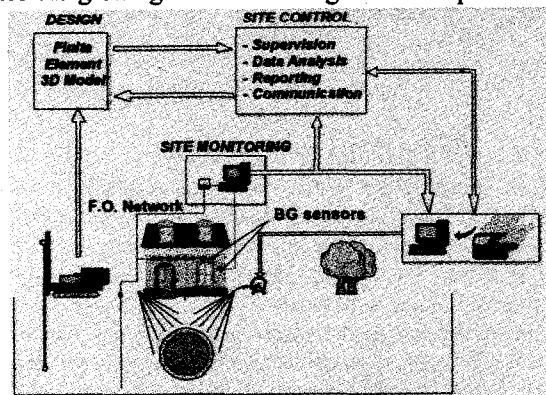 DESIGN
Finite
Element
3D Model
SITE CONTROL
- Supervision
- Data Analysis
- Reporting
- Communication
SITE MONITORING
F.O. Network
BG sensors